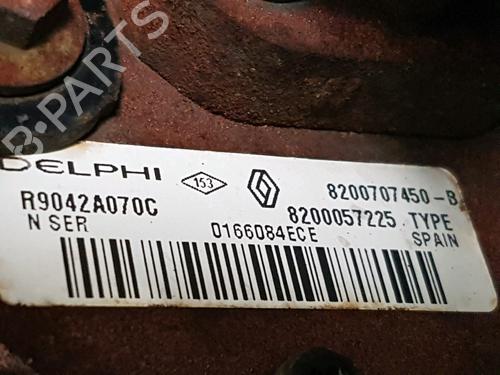 B-PARTS
DELPHI 153 8200707450-B
R9042A070C 8200057225 TYPE
N SER 0166084ECE SPAIN